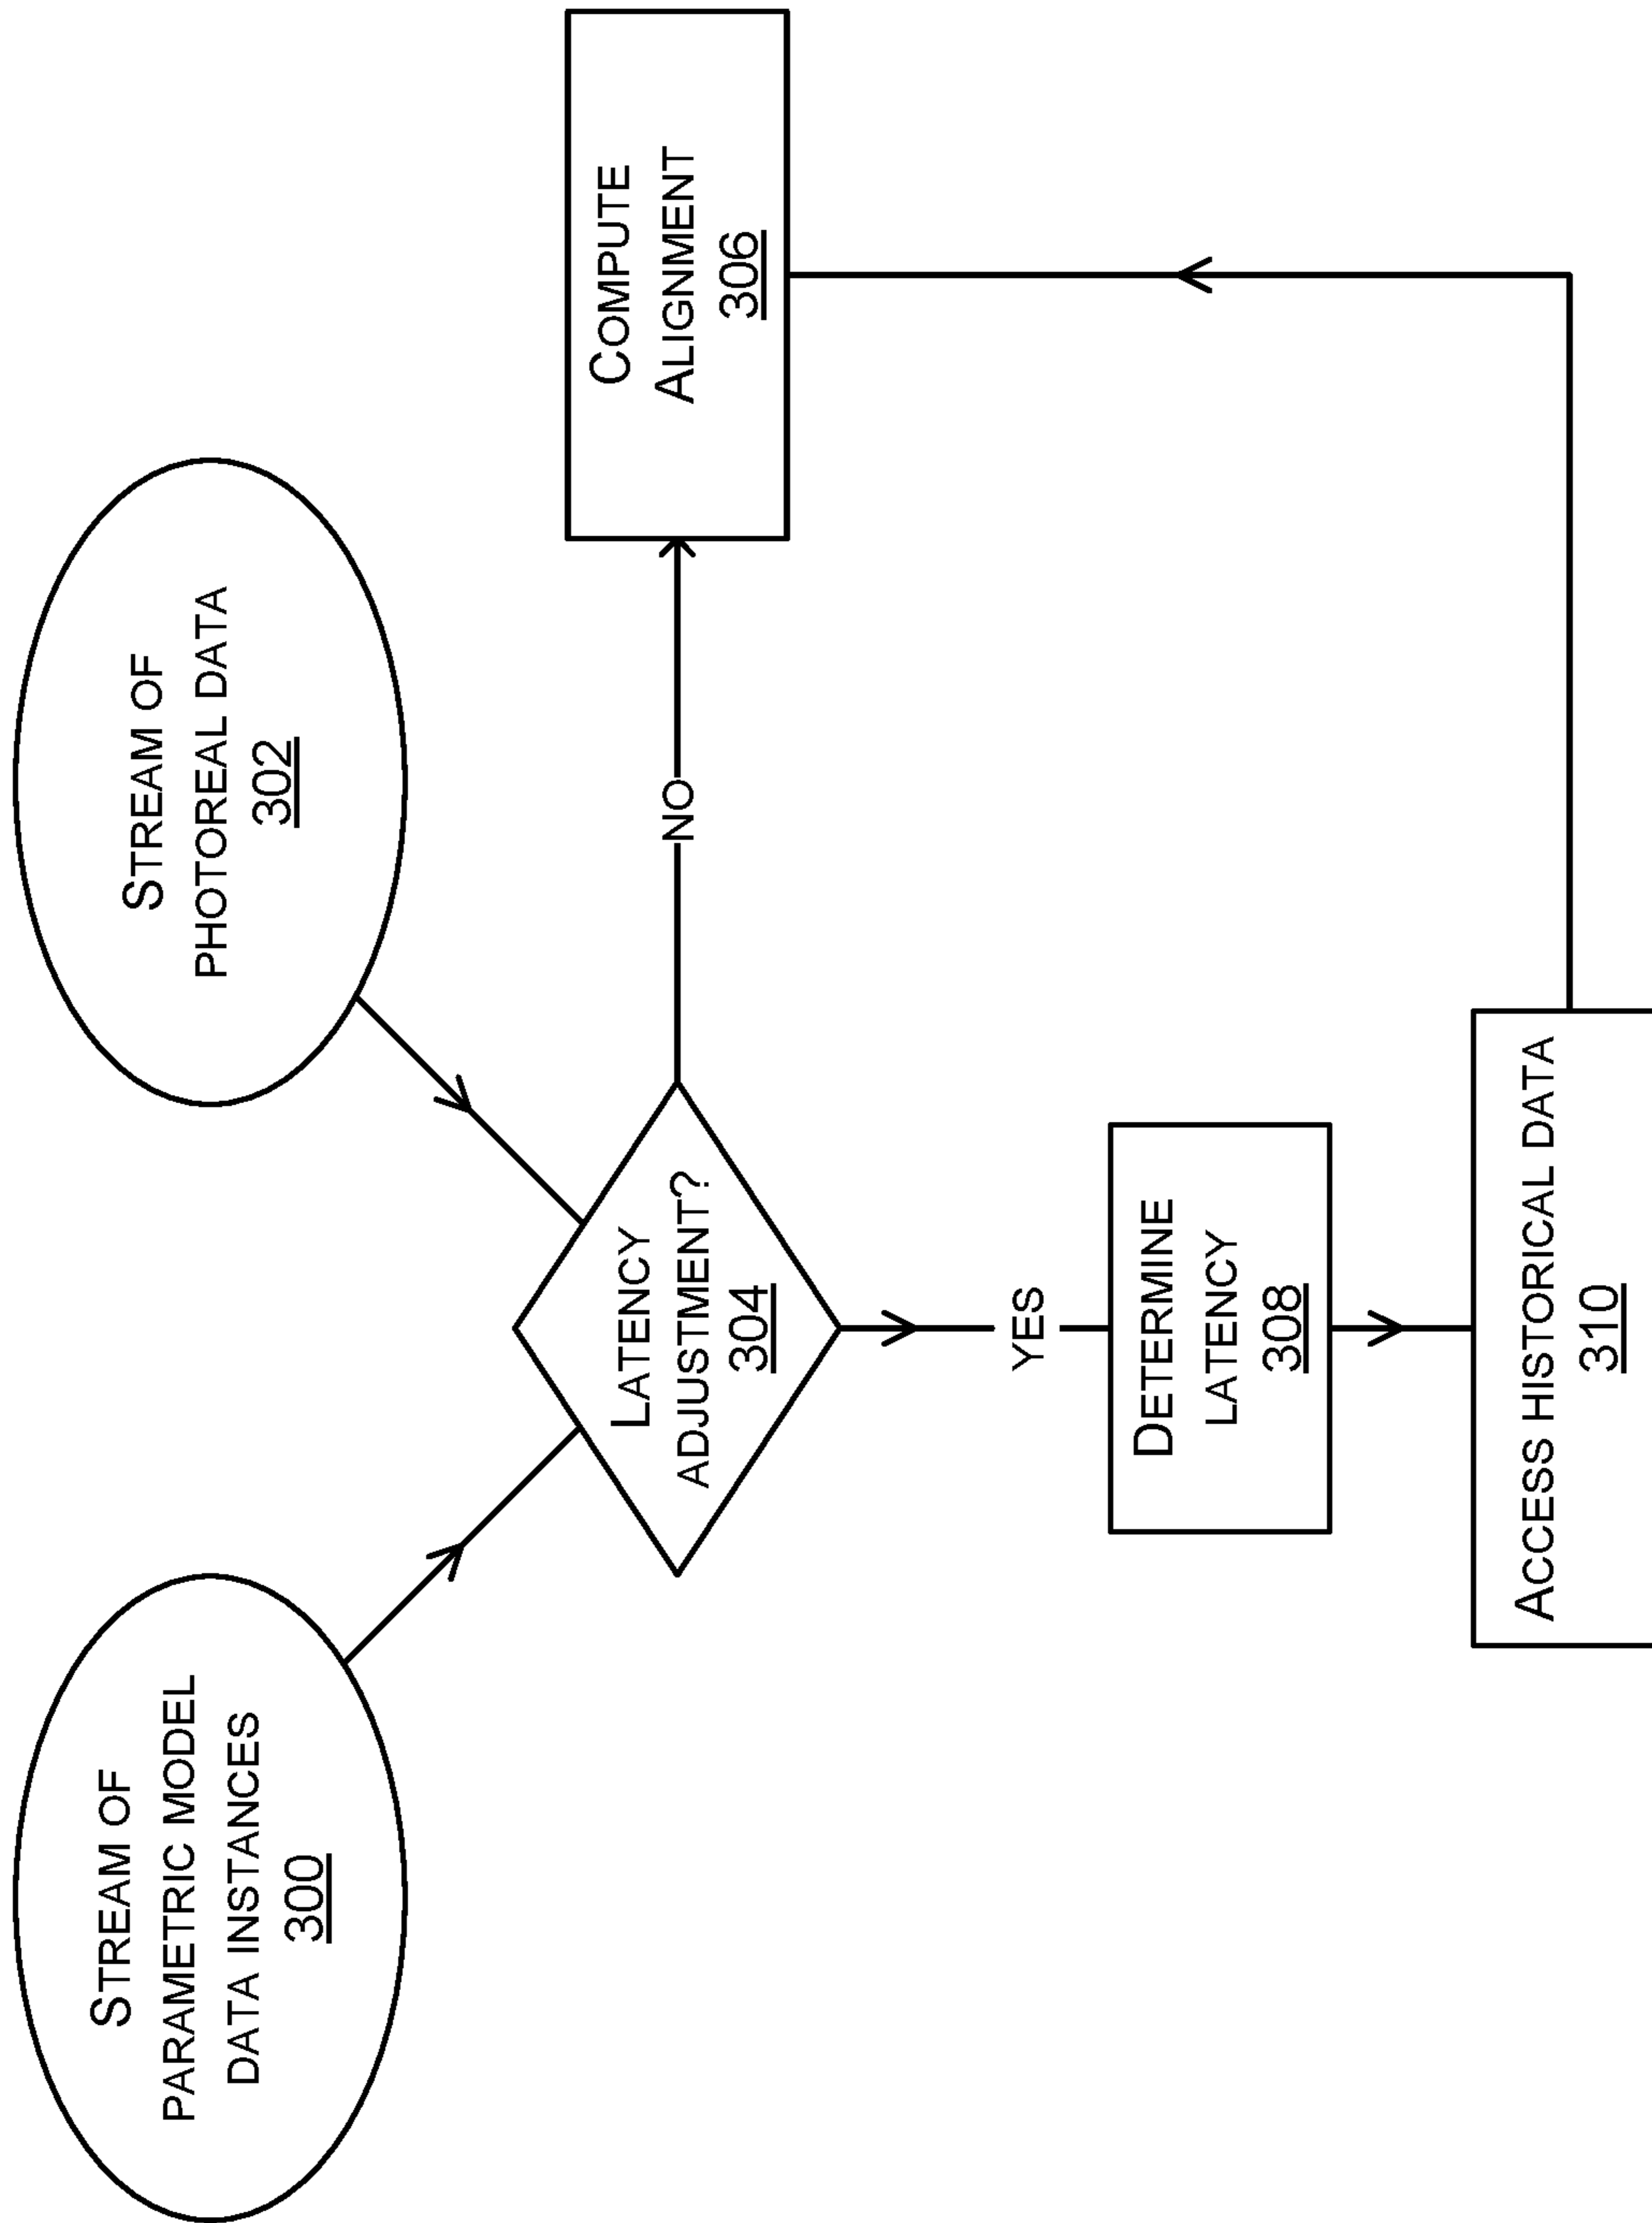 STREAM OF
PARAMETRIC MODEL
DATA INSTANCES
300
STREAM OF
PHOTOREAL DATA
302
LATENCY
ADJUSTMENT?
304
NO
COMPUTE
ALIGNMENT
306
YES
DETERMINE
LATENCY
308
ACCESS HISTORICAL DATA
310